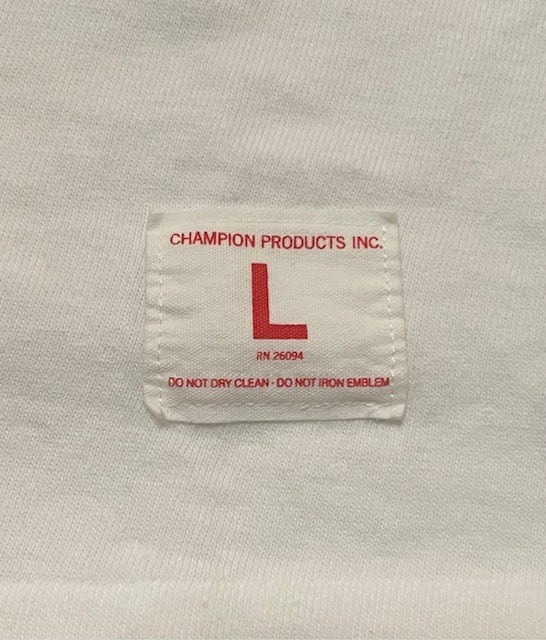 CHAMPION PRODUCTS INC.
L
RN 26094
DO NOT DRY CLEAN · DO NOT IRON EMBLEM